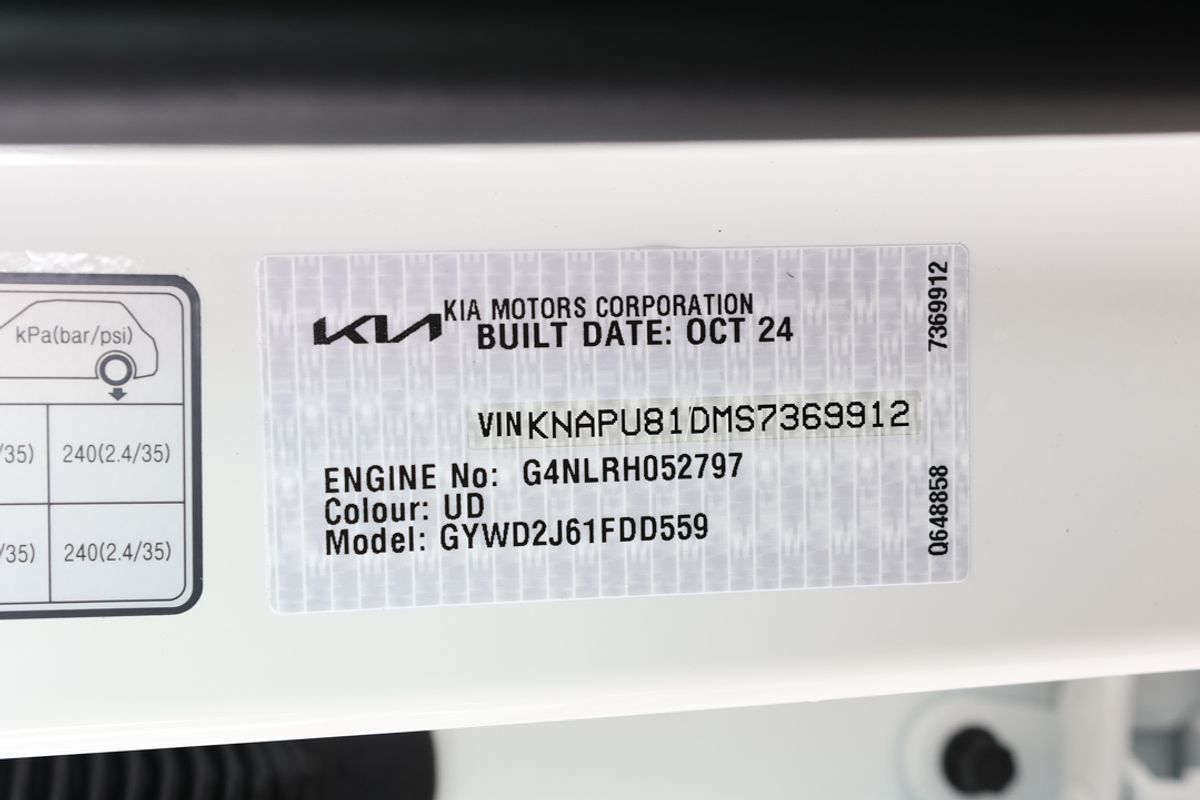 kPa(bar/psi)
/35) 240(2.4/35)
/35) 240(2.4/35)
KIA KIA MOTORS CORPORATION
BUILT DATE: OCT 24
VIN KNAPU81DMS7369912
ENGINE No: G4NLRH052797
Colour: UD
Model: GYWD2J61FDD559
7369912
Q648858